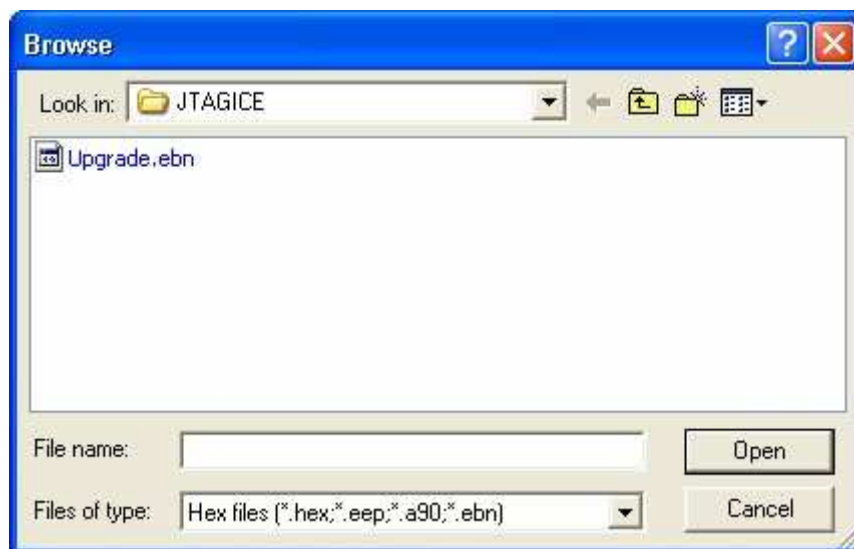 Browse
Look in: JTAGICE
Upgrade.ebn
File name: Open
Files of type: Hex files (*.hex;*.eep;*.a90;*.ebn) Cancel